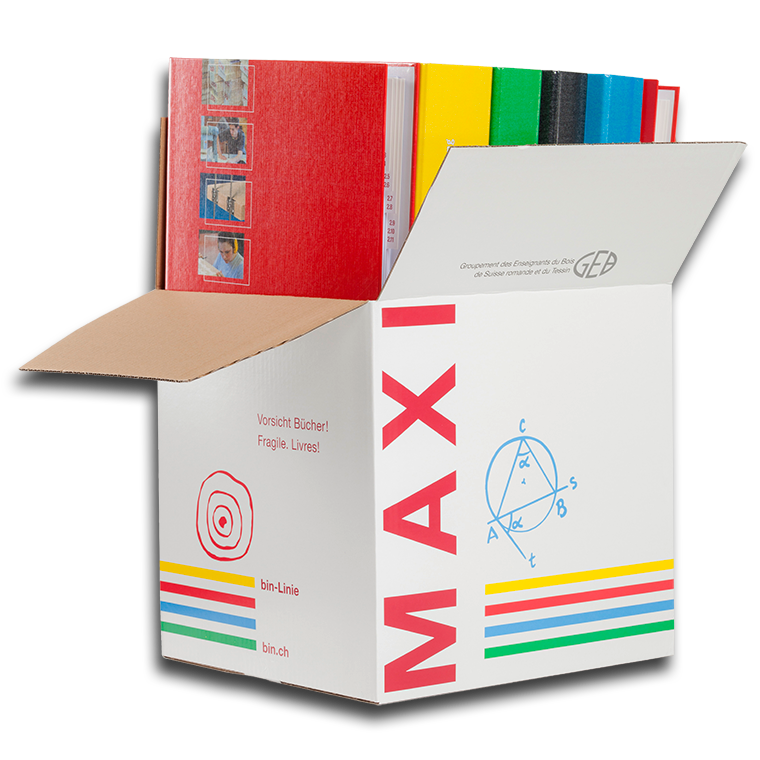 Groupement des Enseignants du Bois
de Suisse romande et du Tessin
GEB
MAXI
Vorsicht Bücher!
Fragile. Livres!
C
α
S
A
α
B
t
bin-Linie
bin.ch